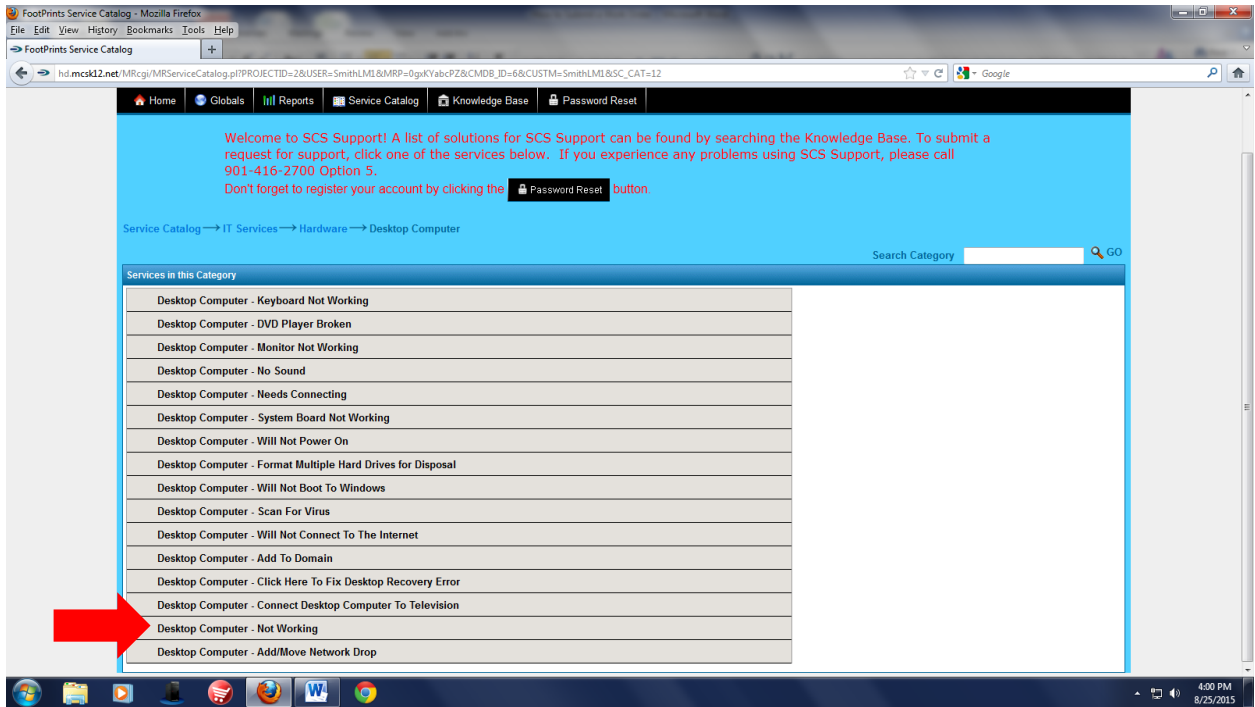 FootPrints Service Catalog - Mozilla Firefox
File Edit View History Bookmarks Tools Help
FootPrints Service Catalog
hd.mcsk12.net/MRcgi/MRServiceCatalog.pl?PROJECTID=2&USER=SmithLM1&MRP=0gxKYabcPZ&CMDB_ID=6&CUSTM=SmithLM1&SC_CAT=12
Google
Home Globals Reports Service Catalog Knowledge Base Password Reset
Welcome to SCS Support! A list of solutions for SCS Support can be found by searching the Knowledge Base. To submit a
request for support, click one of the services below. If you experience any problems using SCS Support, please call
901-416-2700 Option 5.
Don't forget to register your account by clicking the Password Reset button.
Service Catalog → IT Services → Hardware → Desktop Computer
Search Category GO
Services in this Category
Desktop Computer - Keyboard Not Working
Desktop Computer - DVD Player Broken
Desktop Computer - Monitor Not Working
Desktop Computer - No Sound
Desktop Computer - Needs Connecting
Desktop Computer - System Board Not Working
Desktop Computer - Will Not Power On
Desktop Computer - Format Multiple Hard Drives for Disposal
Desktop Computer - Will Not Boot To Windows
Desktop Computer - Scan For Virus
Desktop Computer - Will Not Connect To The Internet
Desktop Computer - Add To Domain
Desktop Computer - Click Here To Fix Desktop Recovery Error
Desktop Computer - Connect Desktop Computer To Television
Desktop Computer - Not Working
Desktop Computer - Add/Move Network Drop
4:00 PM
8/25/2015